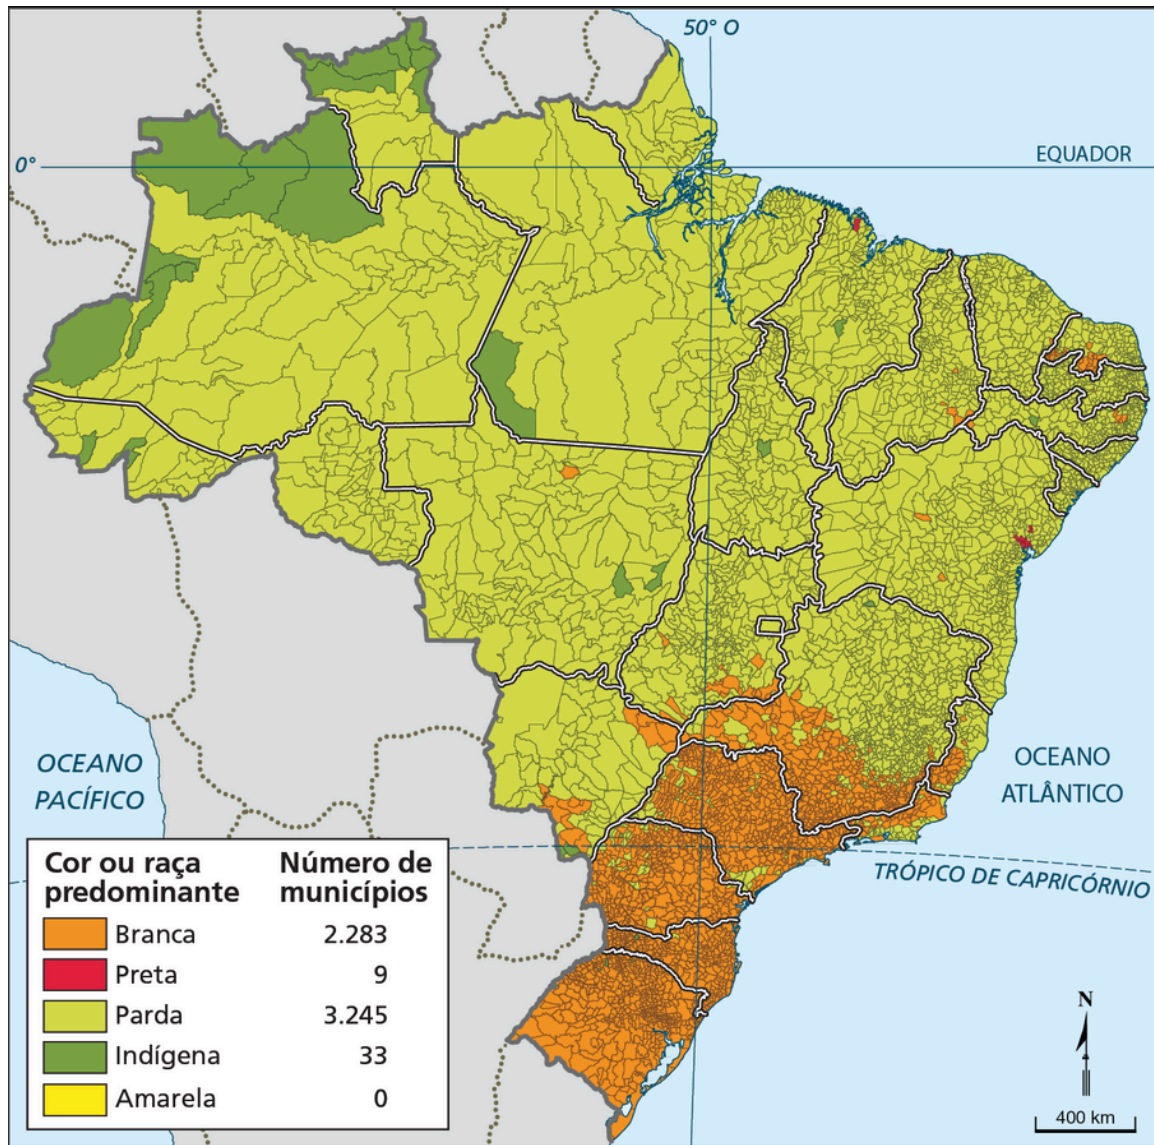 50° O
0°
EQUADOR
OCEANO
PACÍFICO
OCEANO
ATLÂNTICO
TRÓPICO DE CAPRICÓRNIO
Cor ou raça
predominante
Número de
municípios
Branca 2.283
Preta 9
Parda 3.245
Indígena 33
Amarela 0
N
400 km